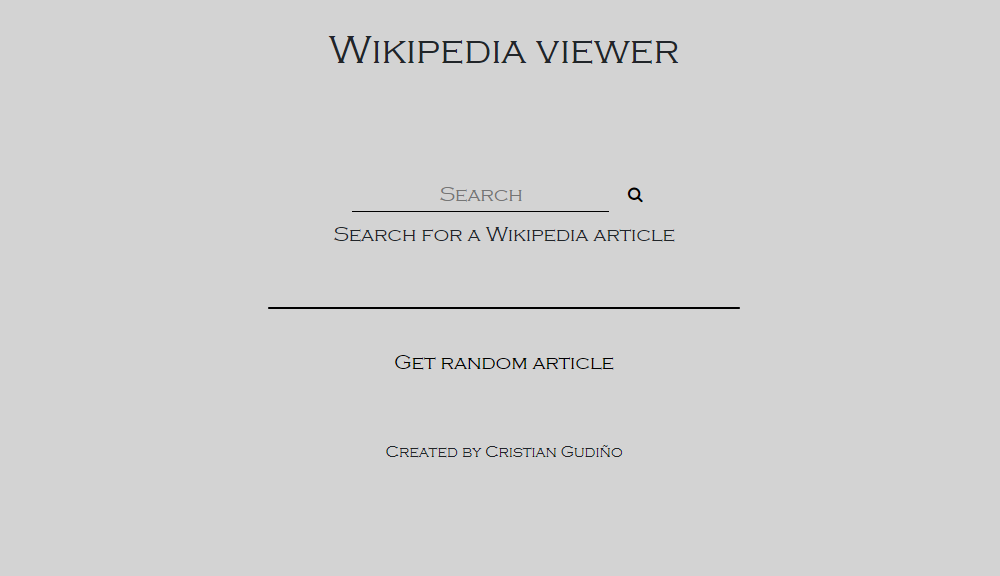 Wikipedia viewer
Search
Search for a Wikipedia article
Get random article
Created by Cristian Gudiño